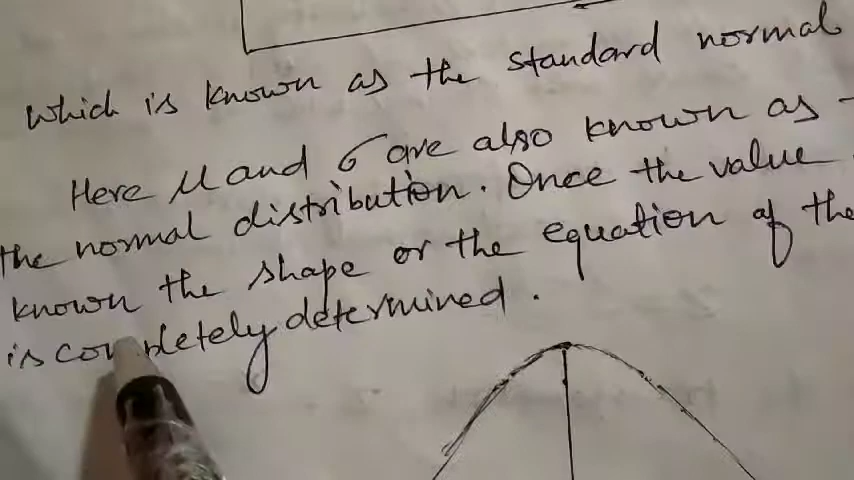 which is known as the standard normal
Here μ and σ are also known as
the normal distribution. Once the value
known the shape or the equation of the
is completely determined.